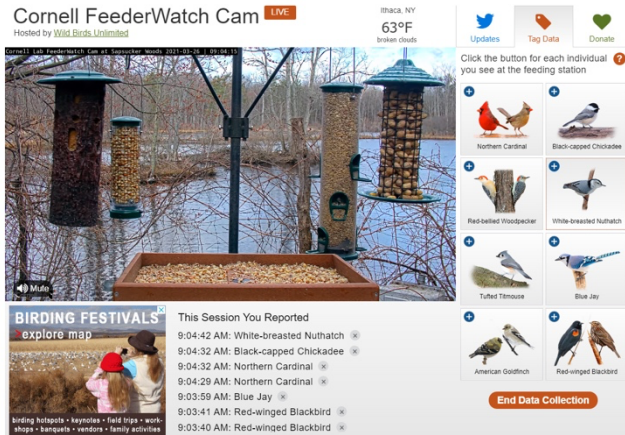 Cornell FeederWatch Cam LIVE
Hosted by Wild Birds Unlimited
Ithaca, NY
63°F
broken clouds
Updates
Tag Data
Donate
Cornell Lab FeederWatch Cam at Sapsucker Woods 2021-03-26 | 09:04:15
Mute
Click the button for each individual
you see at the feeding station
?
Northern Cardinal
Black-capped Chickadee
Red-bellied Woodpecker
White-breasted Nuthatch
Tufted Titmouse
Blue Jay
American Goldfinch
Red-winged Blackbird
End Data Collection
BIRDING FESTIVALS
>explore map
birding hotspots • keynotes • field trips • work-
shops • banquets • vendors • family activities
This Session You Reported
9:04:42 AM: White-breasted Nuthatch
9:04:32 AM: Black-capped Chickadee
9:04:32 AM: Northern Cardinal
9:04:29 AM: Northern Cardinal
9:03:59 AM: Blue Jay
9:03:41 AM: Red-winged Blackbird
9:03:40 AM: Red-winged Blackbird